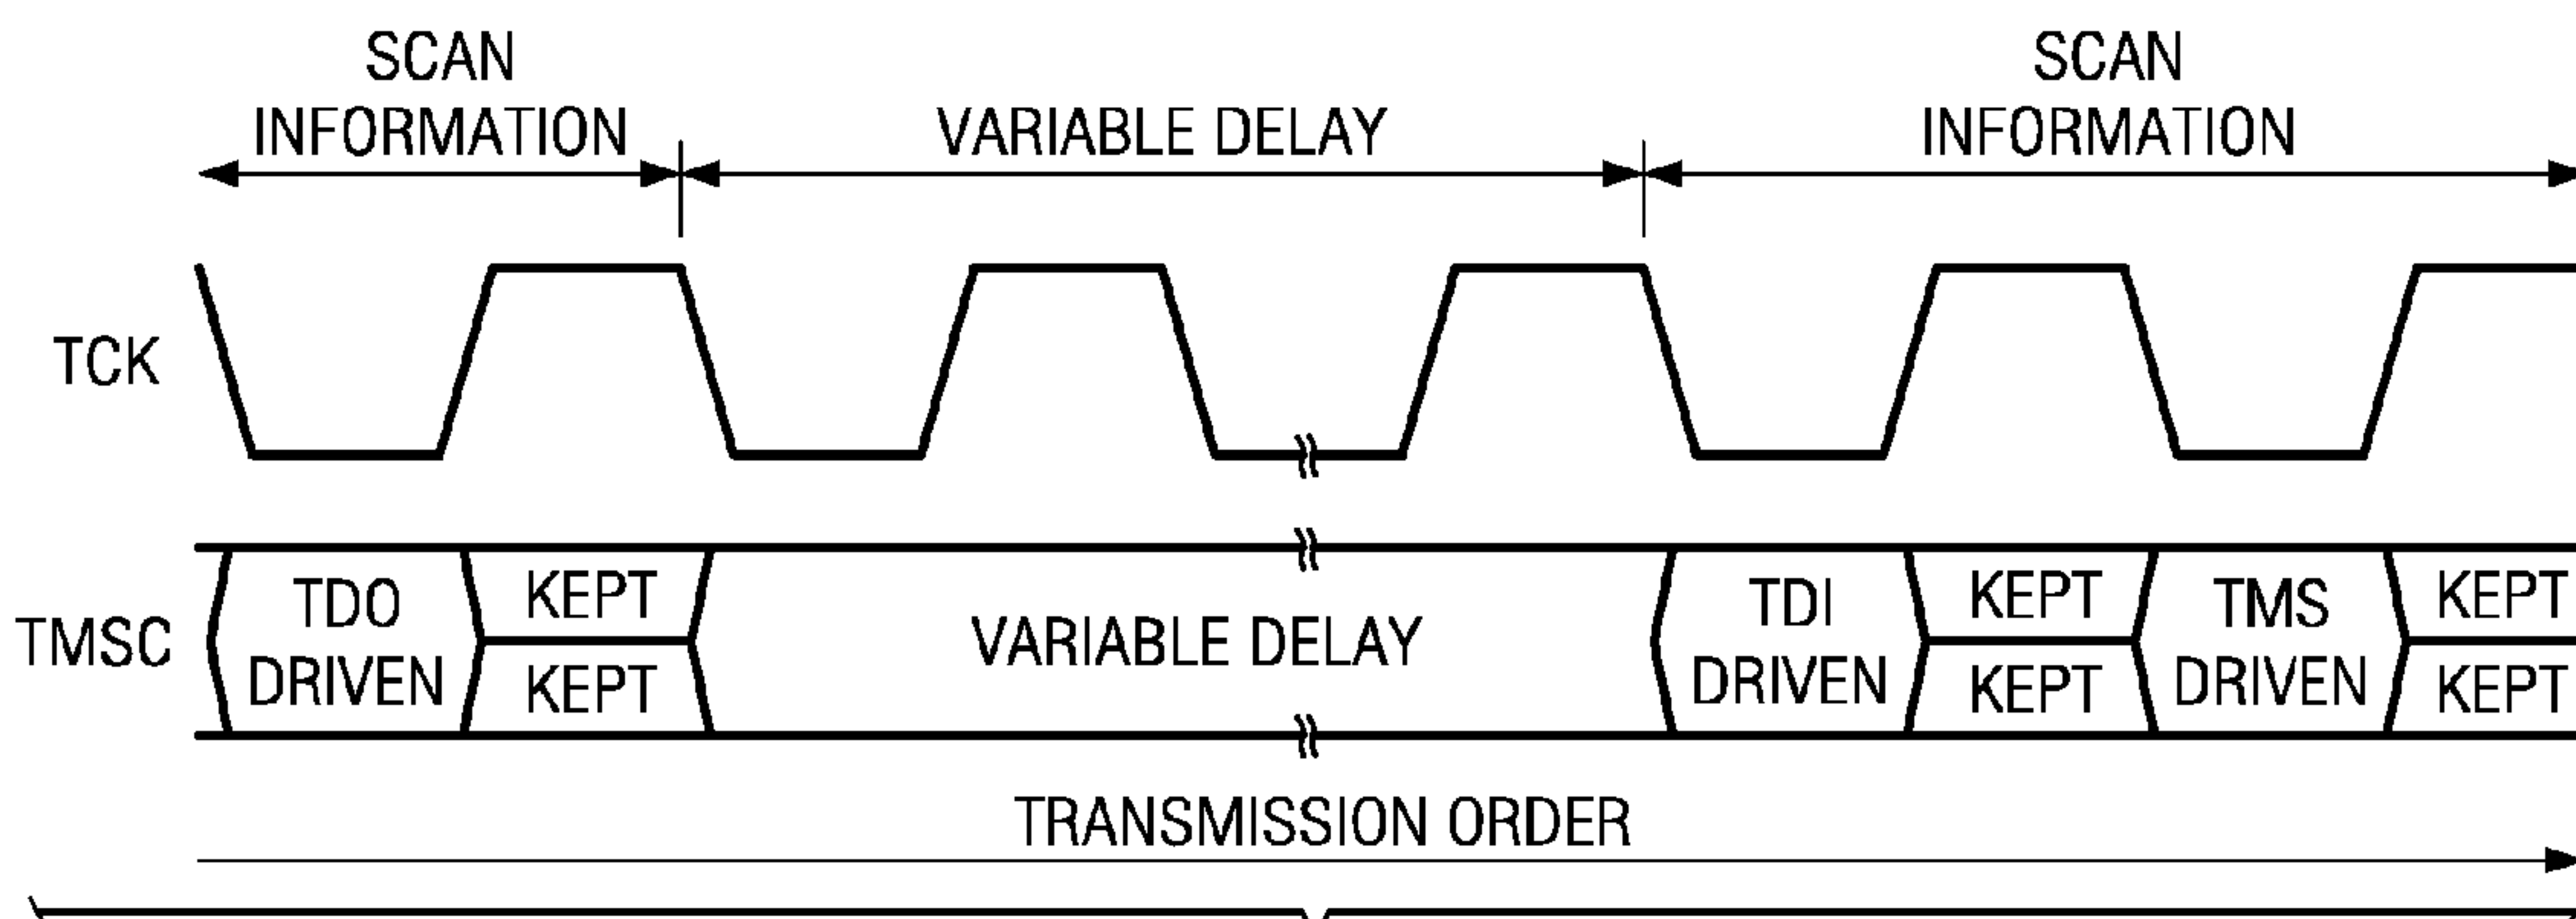 SCAN
INFORMATION
VARIABLE DELAY
SCAN
INFORMATION
TCK
TMSC
TDO
DRIVEN
KEPT
KEPT
VARIABLE DELAY
TDI
DRIVEN
KEPT
KEPT
TMS
DRIVEN
KEPT
KEPT
TRANSMISSION ORDER